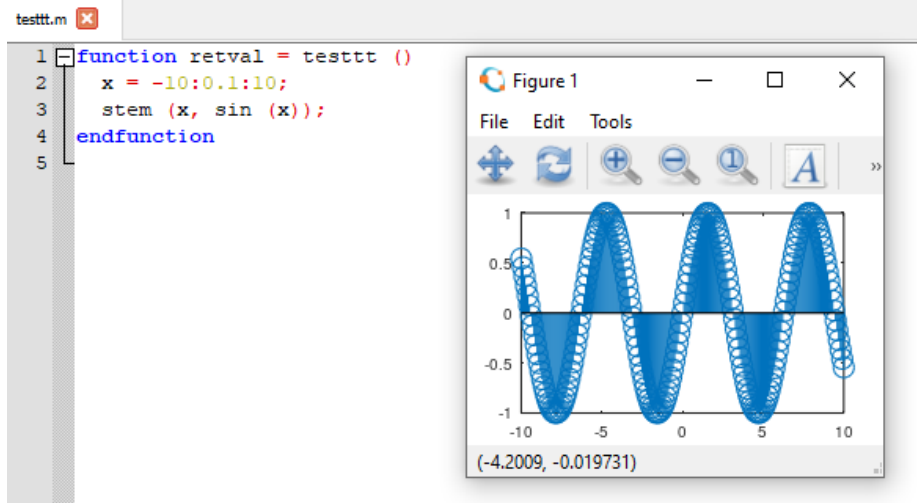 testtt.m
1 function retval = testtt ()
2 x = -10:0.1:10;
3 stem (x, sin (x));
4 endfunction
5
Figure 1
File Edit Tools
A »
1
0.5
0
-0.5
-1
-10 -5 0 5 10
(-4.2009, -0.019731)